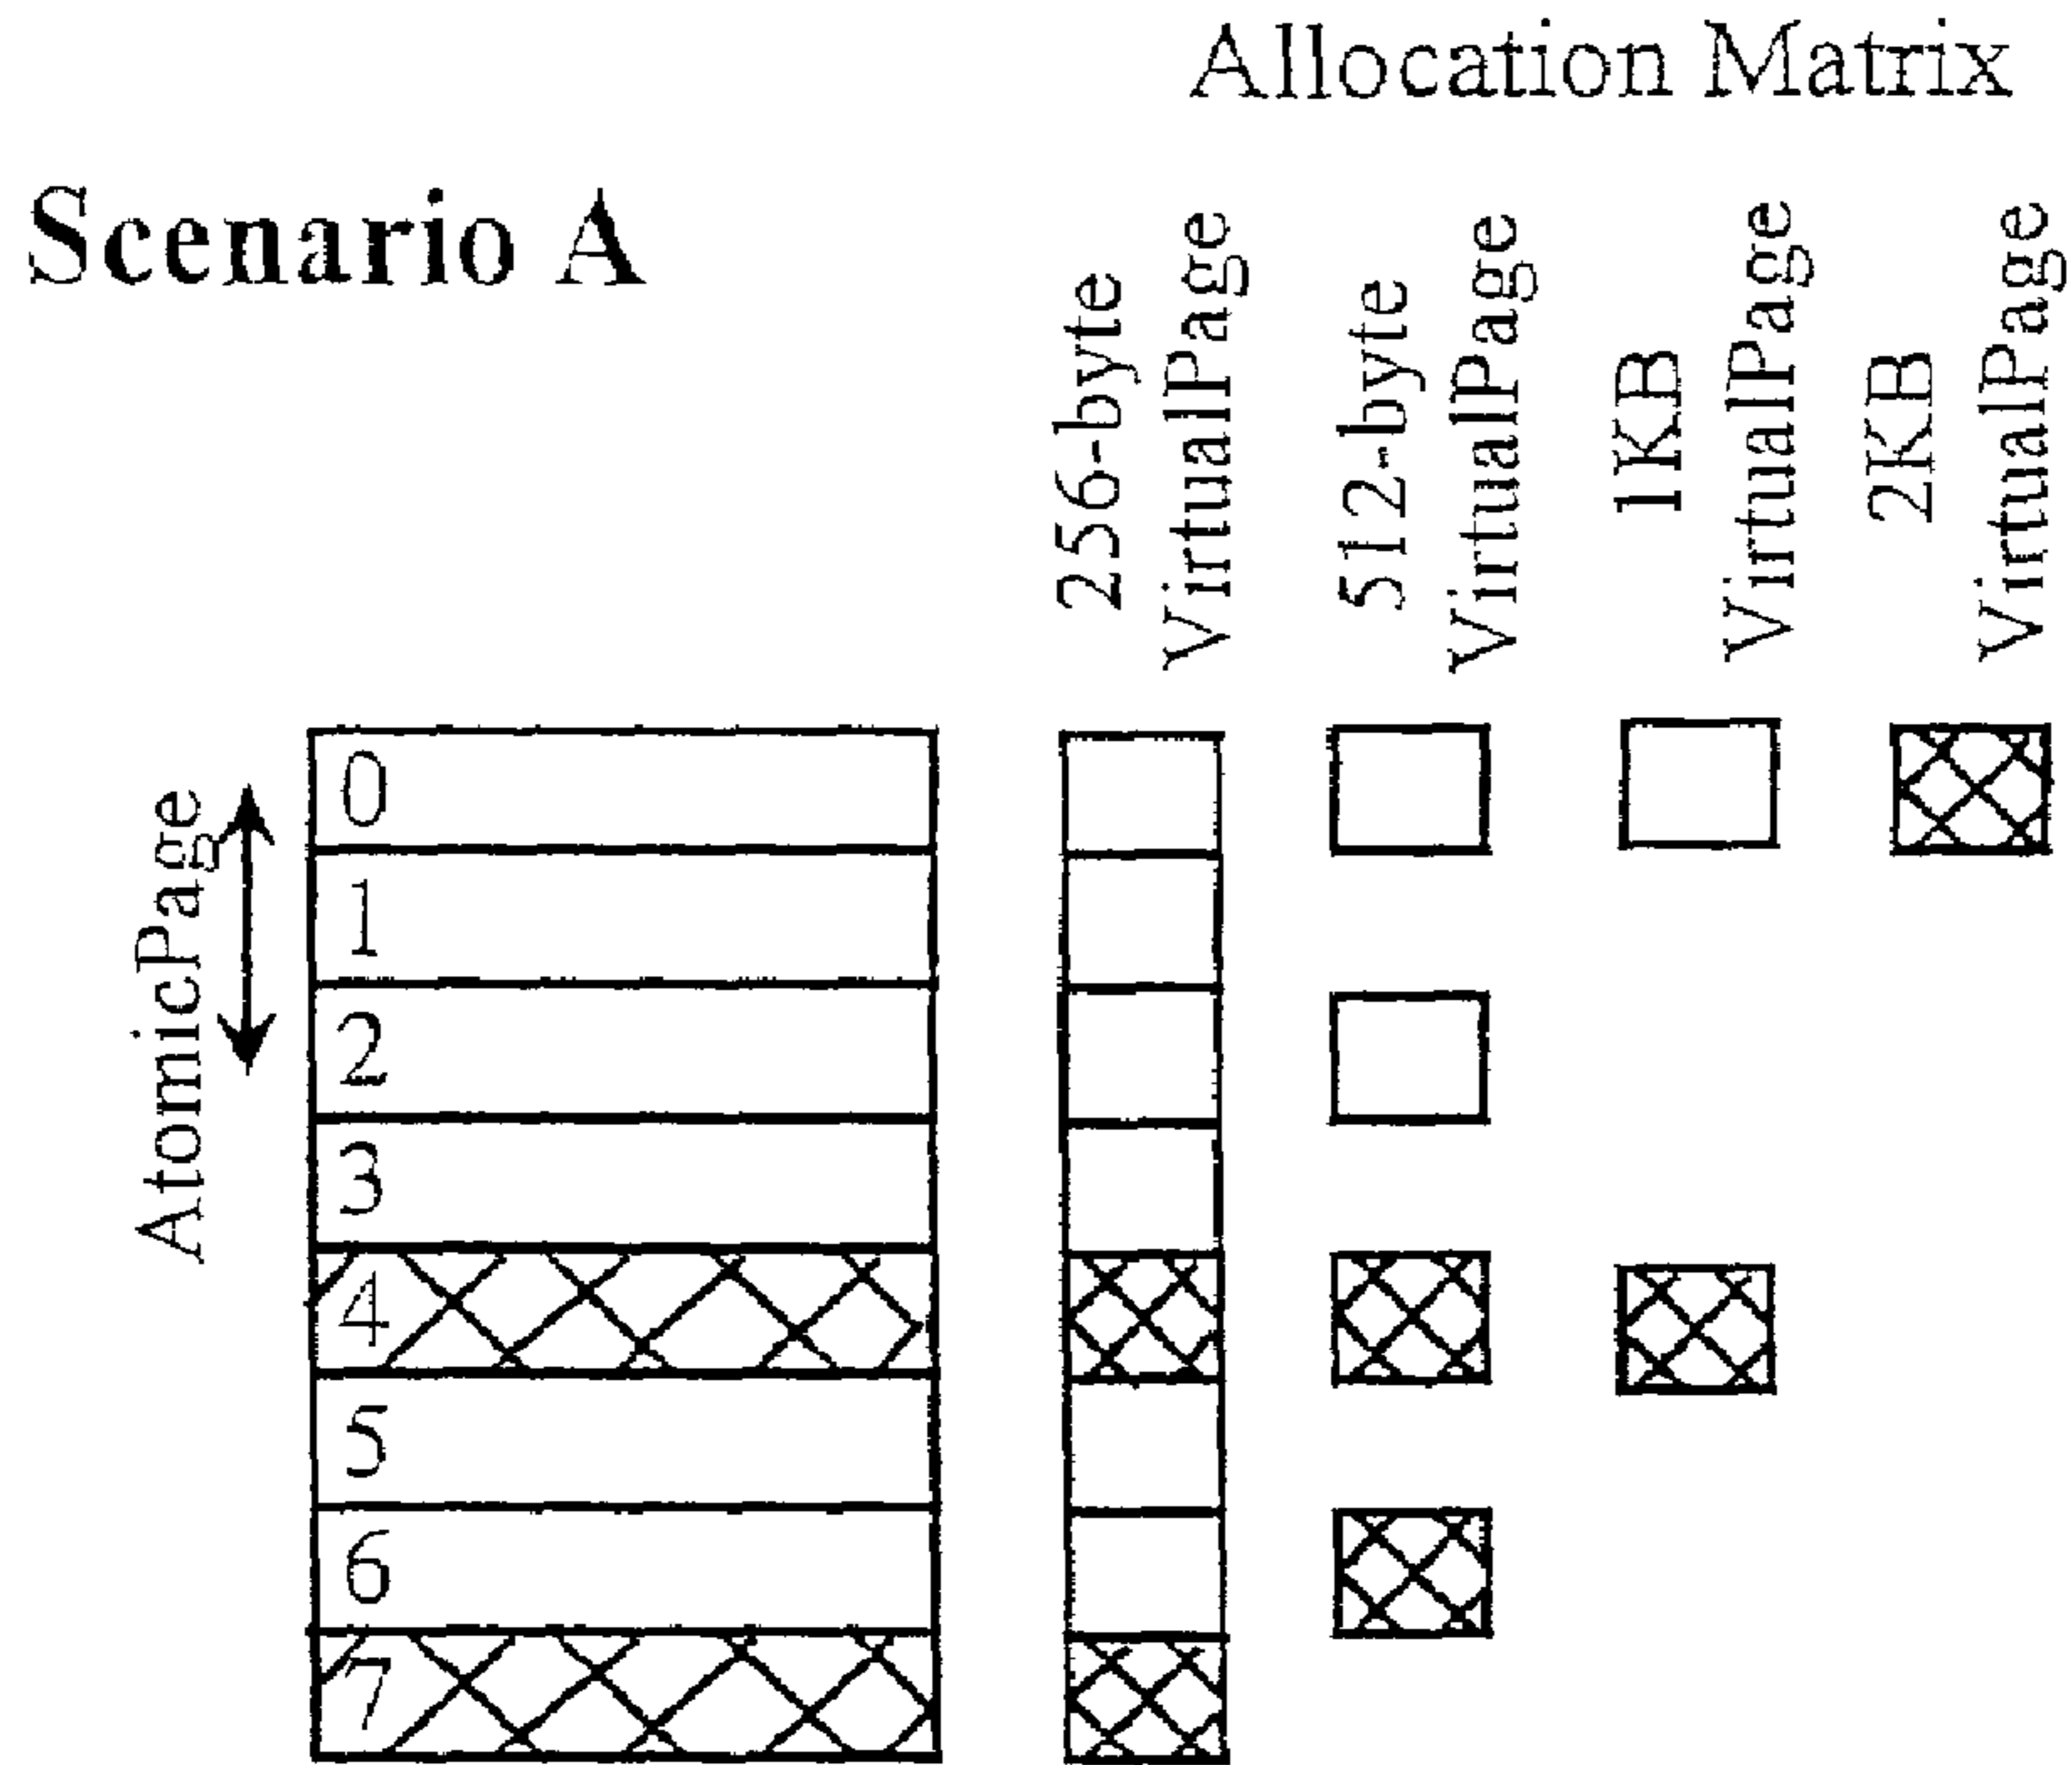 Allocation Matrix
Scenario A
256-byte
VirtualPage
512-byte
VirtualPage
1KB
VirtualPage
2KB
VirtualPage
AtomicPage
0
1
2
3
4
5
6
7